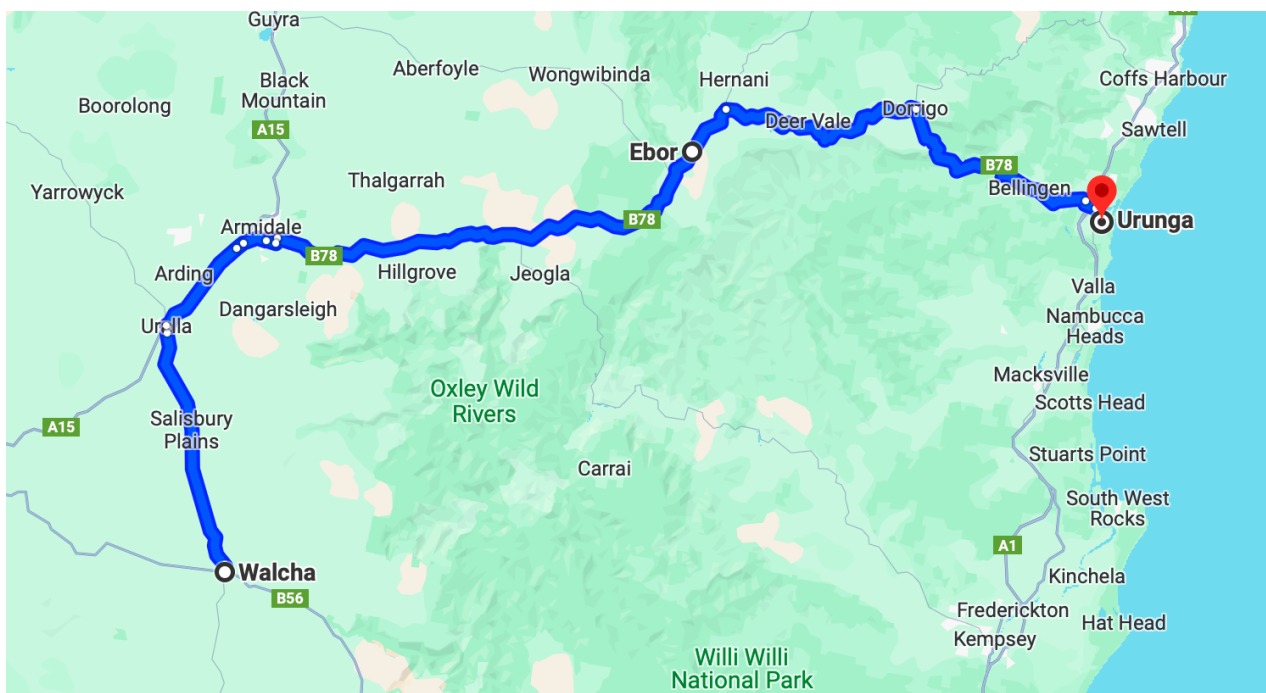 Guyra
Aberfoyle
Wongwibinda
Hernani
Coffs Harbour
Black
Mountain
Boorolong
A15
Deer Vale
Dorrigo
Sawtell
Ebor
B78
Bellingen
Yarrowyck
Thalgarrah
Armidale
B78
Urunga
B78
Arding
Hillgrove
Jeogla
Valla
Dangarsleigh
Uralla
Nambucca
Heads
Oxley Wild
Rivers
Macksville
Scotts Head
A15
Salisbury
Plains
Carrai
Stuarts Point
South West
Rocks
A1
Walcha
B56
Kinchela
Frederickton
Hat Head
Kempsey
Willi Willi
National Park